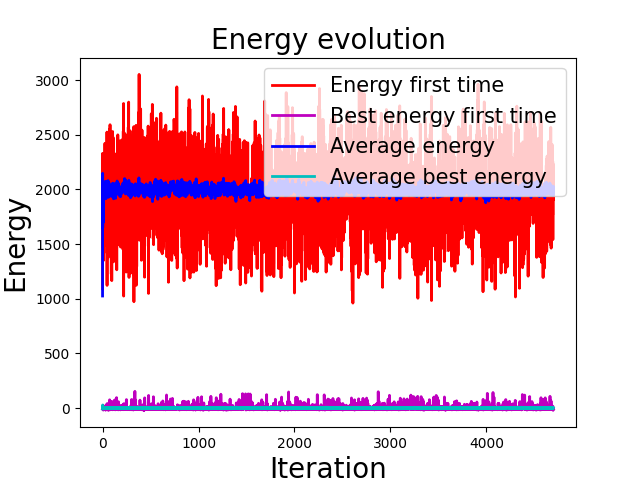 Energy evolution
Energy first time
Best energy first time
Average energy
Average best energy
Energy
3000
2500
2000
1500
1000
500
0
0 1000 2000 3000 4000
Iteration